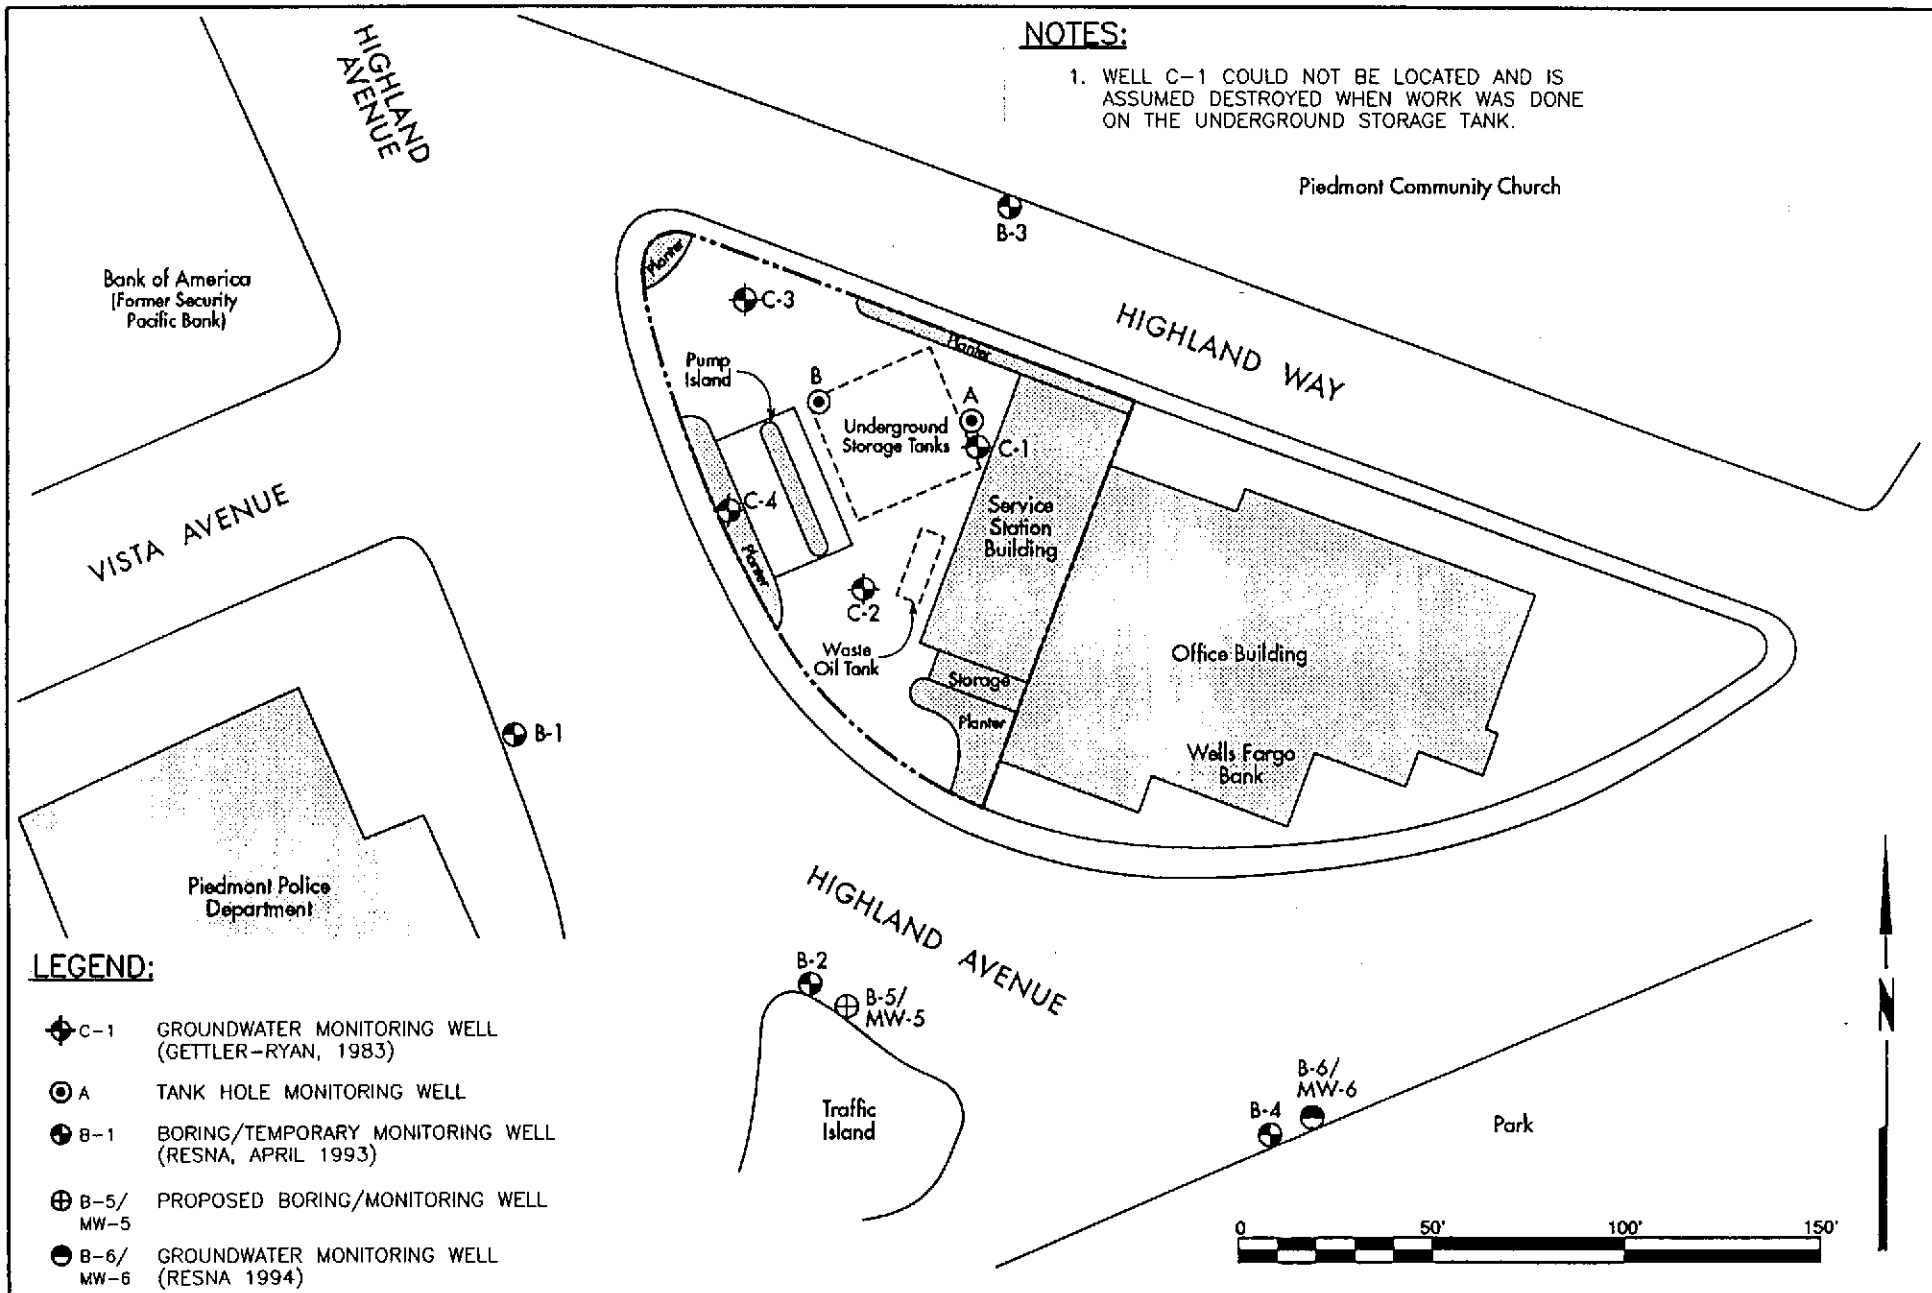 HIGHLAND
AVENUE
NOTES:
1. WELL C-1 COULD NOT BE LOCATED AND IS
ASSUMED DESTROYED WHEN WORK WAS DONE
ON THE UNDERGROUND STORAGE TANK.
Piedmont Community Church
B-3
Bank of America
(Former Security
Pacific Bank)
Planter
C-3
HIGHLAND WAY
Planter
Pump
Island
B
A
Underground
Storage Tanks
C-1
C-4
Service
Station
Building
VISTA AVENUE
Planter
C-2
Waste
Oil Tank
Office Building
Storage
Planter
B-1
Wells Fargo
Bank
Piedmont Police
Department
HIGHLAND AVENUE
B-2
B-5/
MW-5
N
Traffic
Island
B-6/
MW-6
B-4
Park
LEGEND:
C-1 GROUNDWATER MONITORING WELL
(GETTLER-RYAN, 1983)
A TANK HOLE MONITORING WELL
B-1 BORING/TEMPORARY MONITORING WELL
(RESNA, APRIL 1993)
B-5/ PROPOSED BORING/MONITORING WELL
MW-5
B-6/ GROUNDWATER MONITORING WELL
MW-6 (RESNA 1994)
0 50' 100' 150'